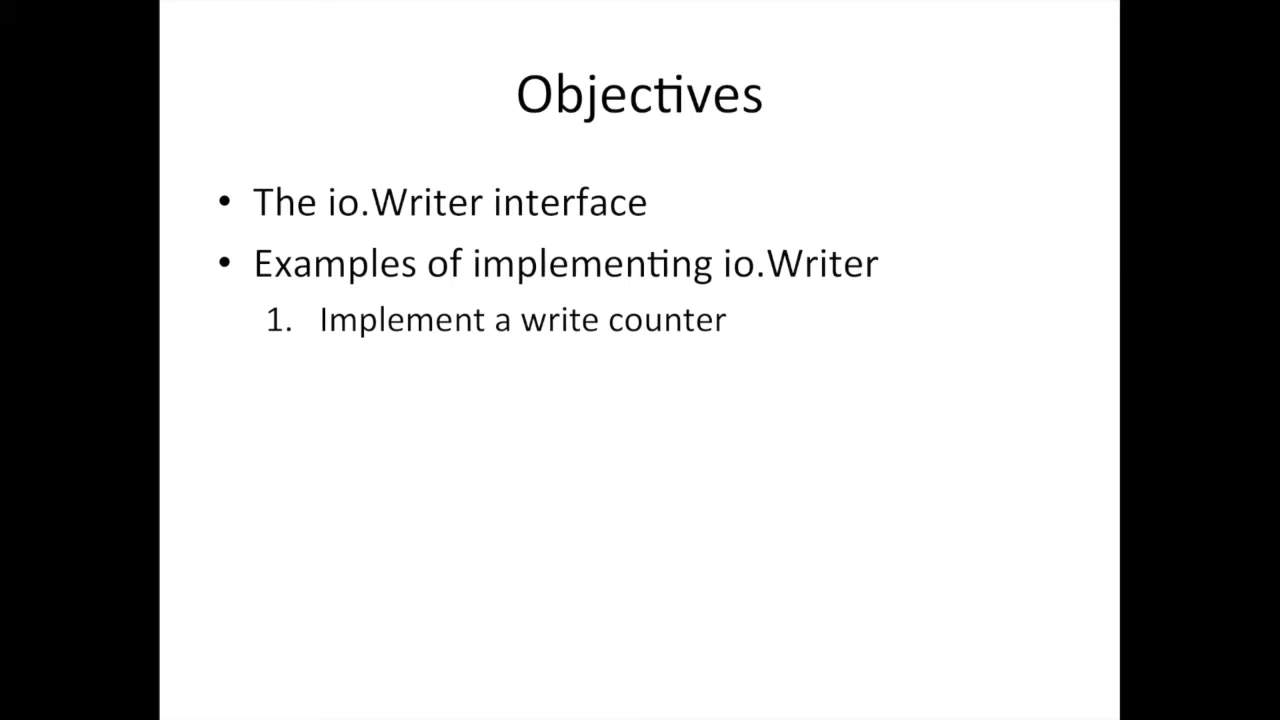 Objectives
• The io.Writer interface
• Examples of implementing io.Writer
1. Implement a write counter